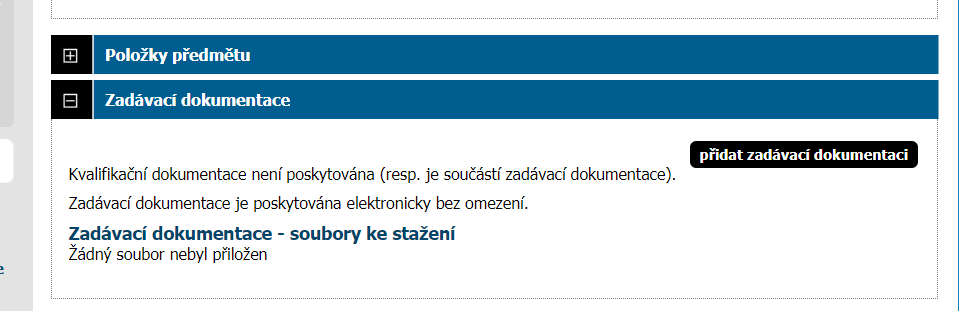 Položky předmětu
Zadávací dokumentace
přidat zadávací dokumentaci
Kvalifikační dokumentace není poskytována (resp. je součástí zadávací dokumentace).
Zadávací dokumentace je poskytována elektronicky bez omezení.
Zadávací dokumentace - soubory ke stažení
Žádný soubor nebyl přiložen
e